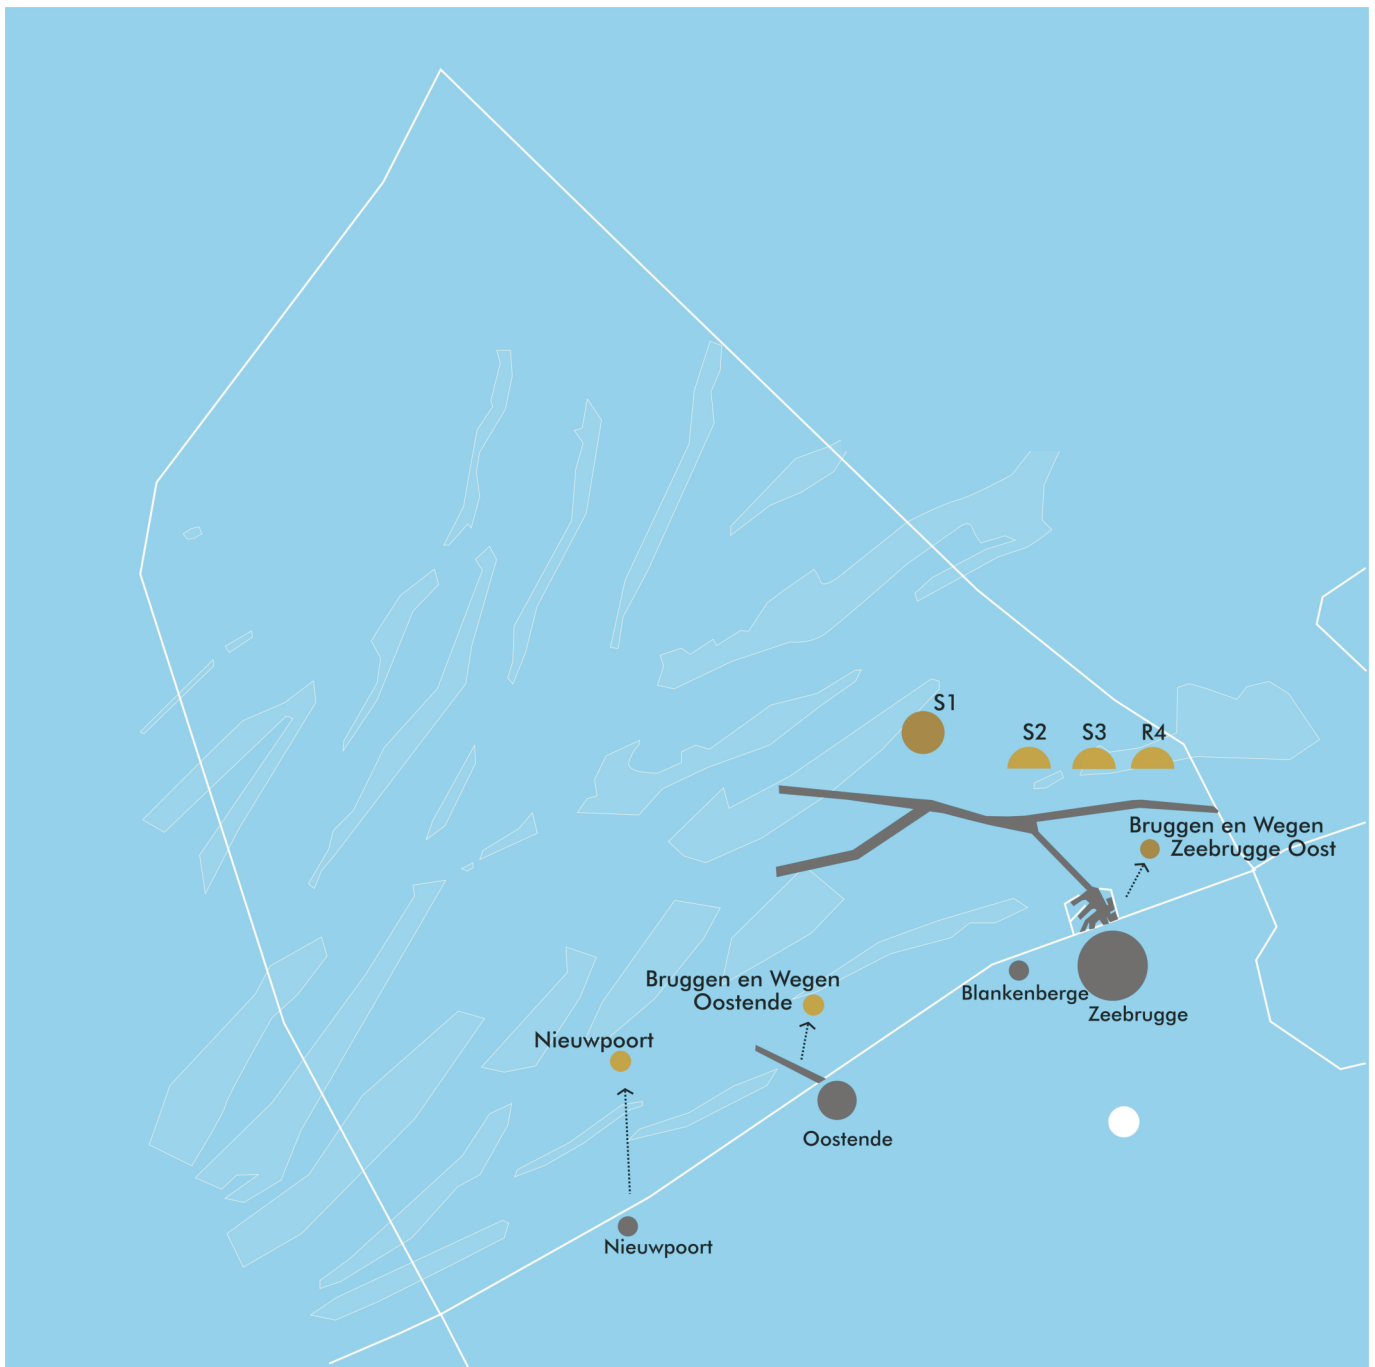 S1
S2
S3
R4
Bruggen en Wegen
Zeebrugge Oost
Bruggen en Wegen
Oostende
Blankenberge
Zeebrugge
Nieuwpoort
Oostende
Nieuwpoort